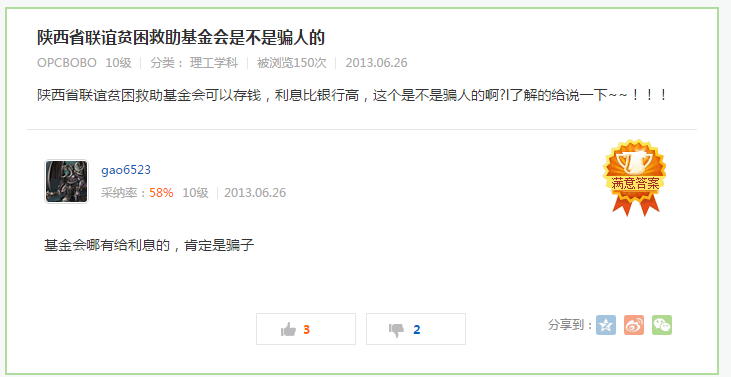 陕西省联谊贫困救助基金会是不是骗人的
OPCBOBO 10级 | 分类： 理工学科 | 被浏览150次 | 2013.06.26
陕西省联谊贫困救助基金会可以存钱，利息比银行高，这个是不是骗人的啊?l了解的给说一下~~！！！
gao6523
采纳率：58% 10级 | 2013.06.26
满意答案
基金会哪有给利息的，肯定是骗子
3 2 分享到：